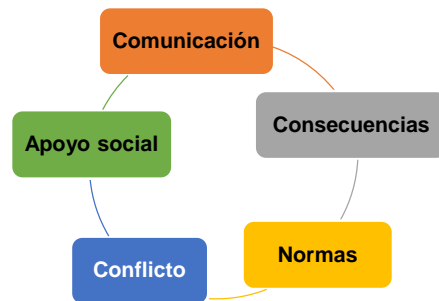 Comunicación
Consecuencias
Normas
Conflicto
Apoyo social